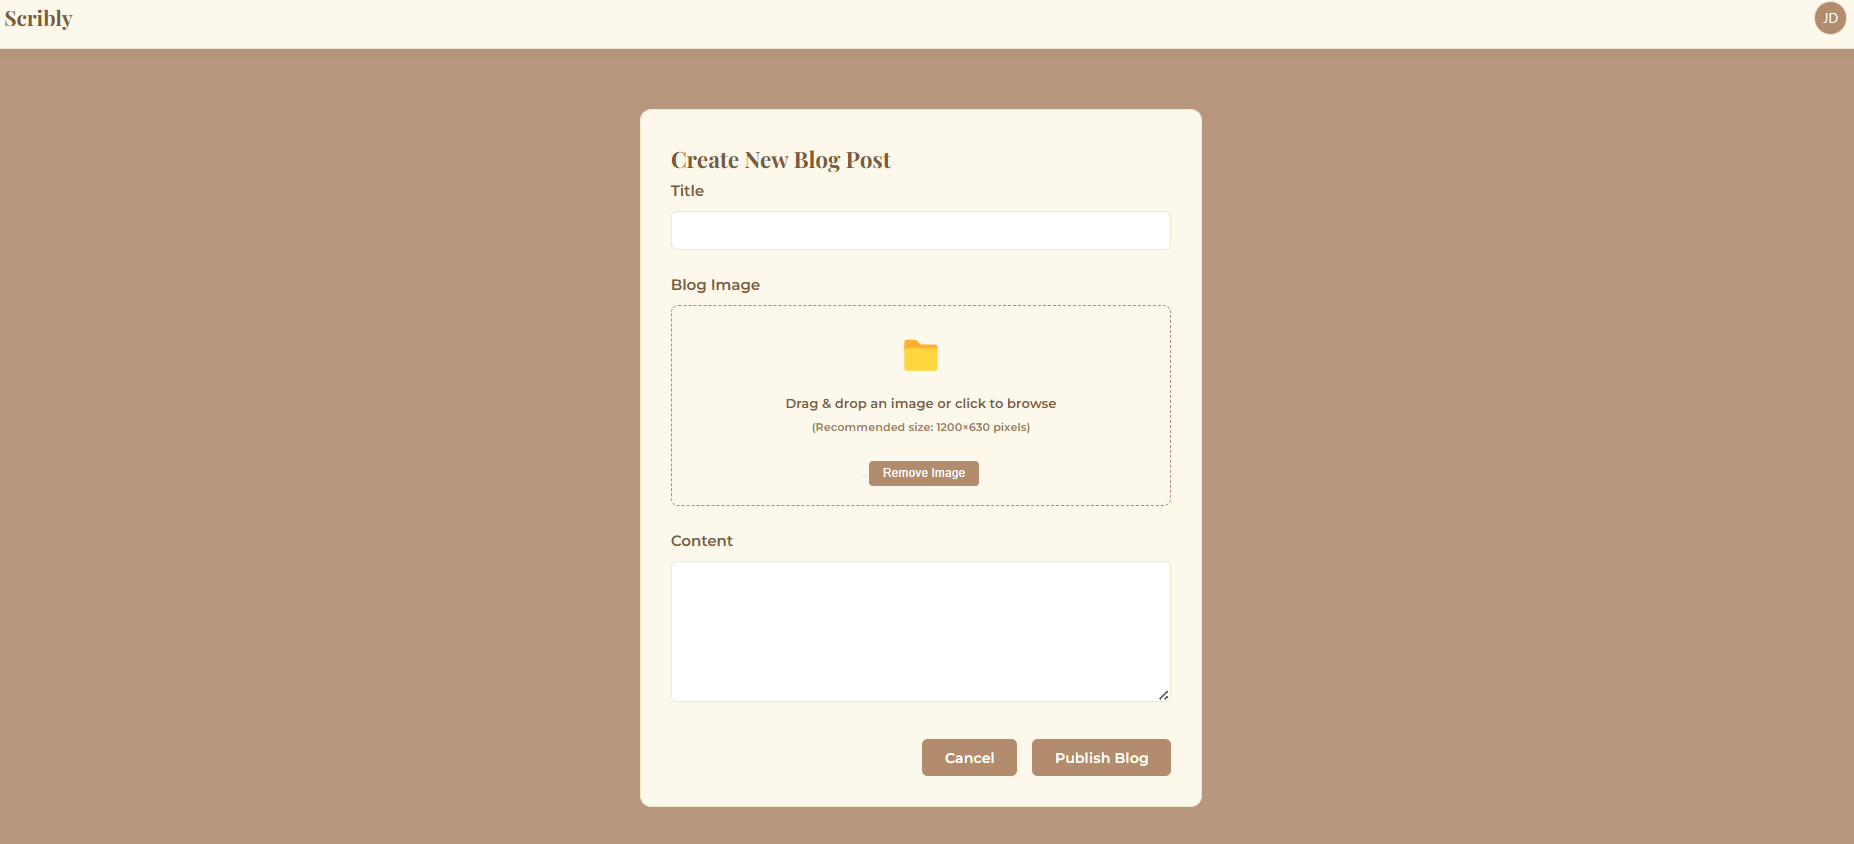 Scribly
JD
Create New Blog Post
Title
Blog Image
Drag & drop an image or click to browse
(Recommended size: 1200×630 pixels)
Remove Image
Content
Cancel
Publish Blog